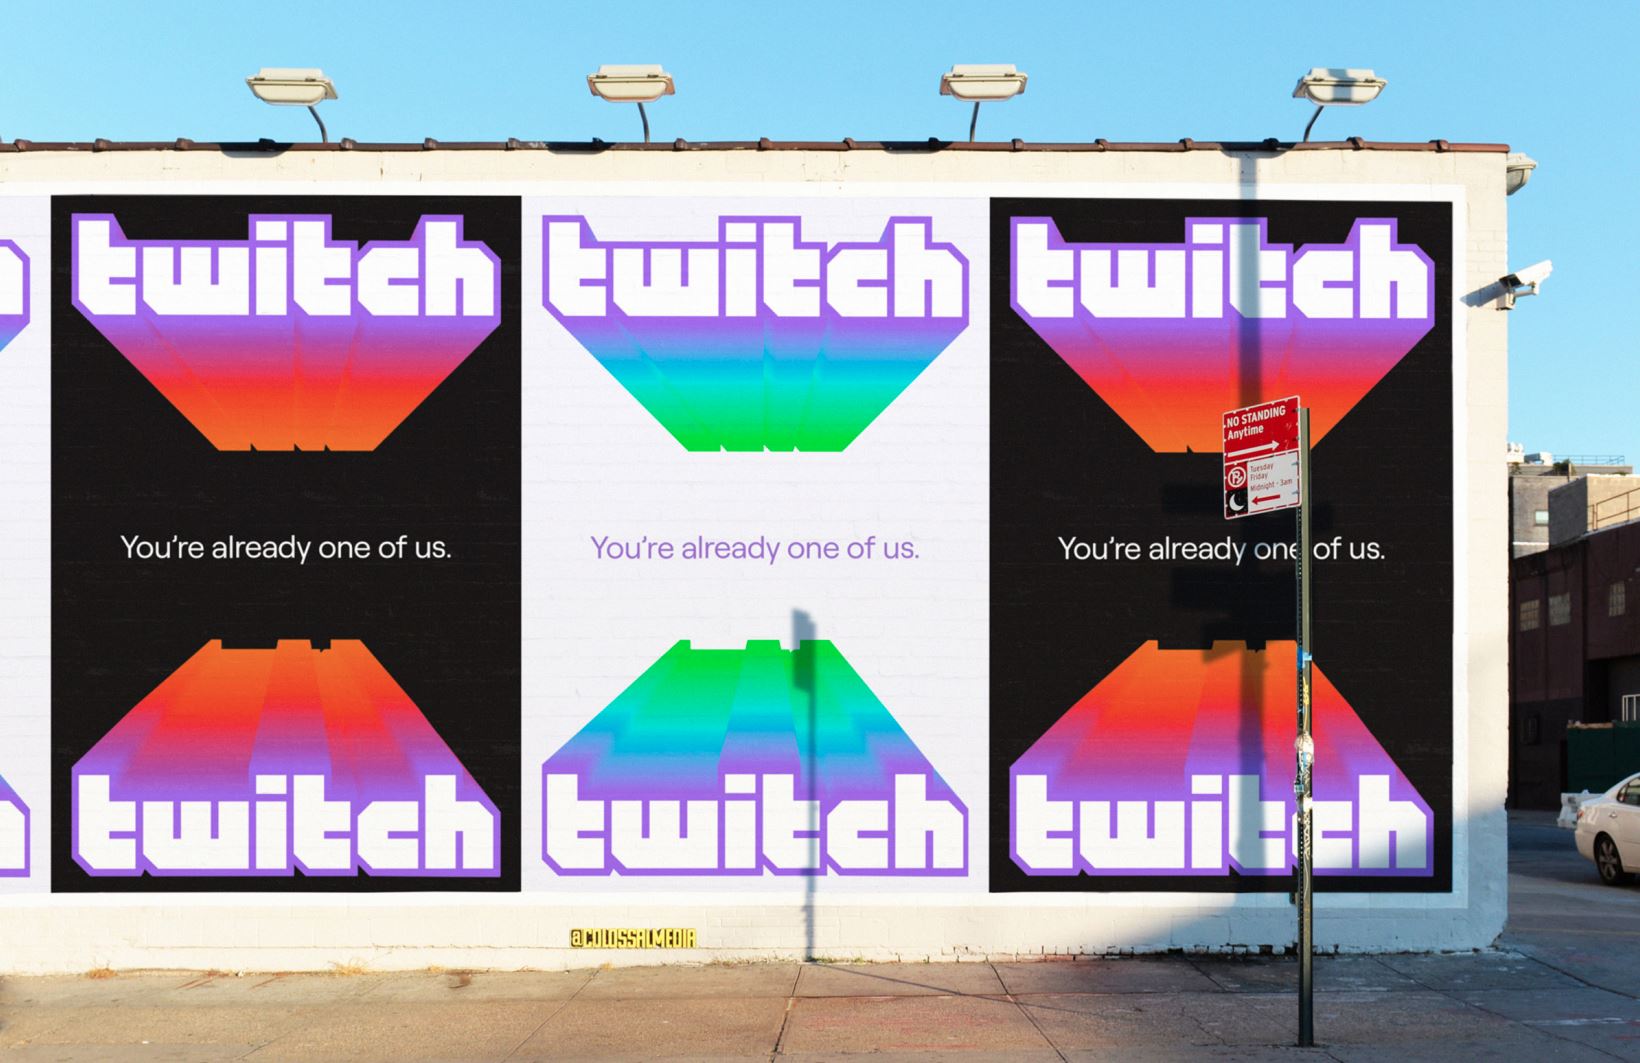 twitch
twitch
twitch
NO STANDING
Anytime
Tuesday
Friday
Midnight - 3am
You're already one of us.
You're already one of us.
You're already one of us.
twitch
twitch
twitch
@COLOSSALMEDIA